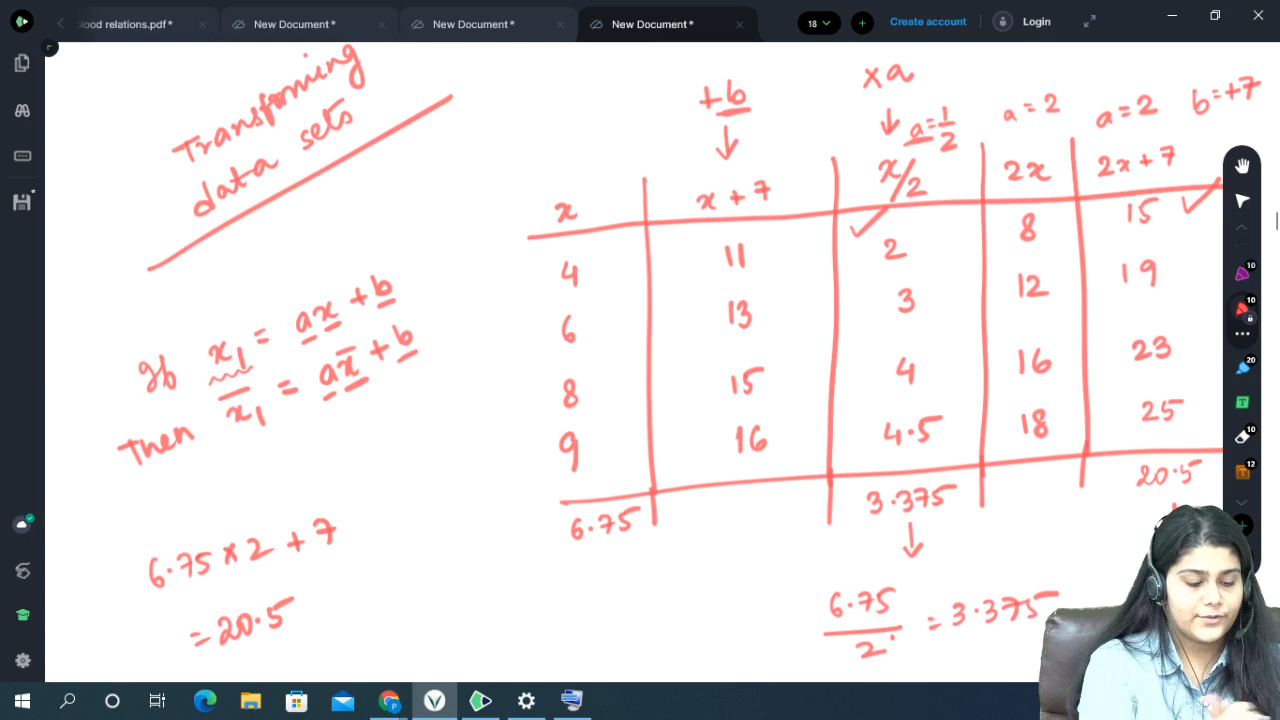 blood relations.pdf*
New Document*
New Document*
New Document*
18
Create account
Login
Transforming
data sets
+b
xa
a=1/2
a = 2
a = 2
b=+7
x
x + 7
x/2
2x
2x + 7
4
11
2
8
15
6
13
3
12
19
8
15
4
16
23
9
16
4.5
18
25
6.75
3.375
20.5
If x₁ = ax + b
Then x̄₁ = ax̄ + b
6.75 × 2 + 7
= 20.5
6.75/2 = 3.375
10
10
20
10
12